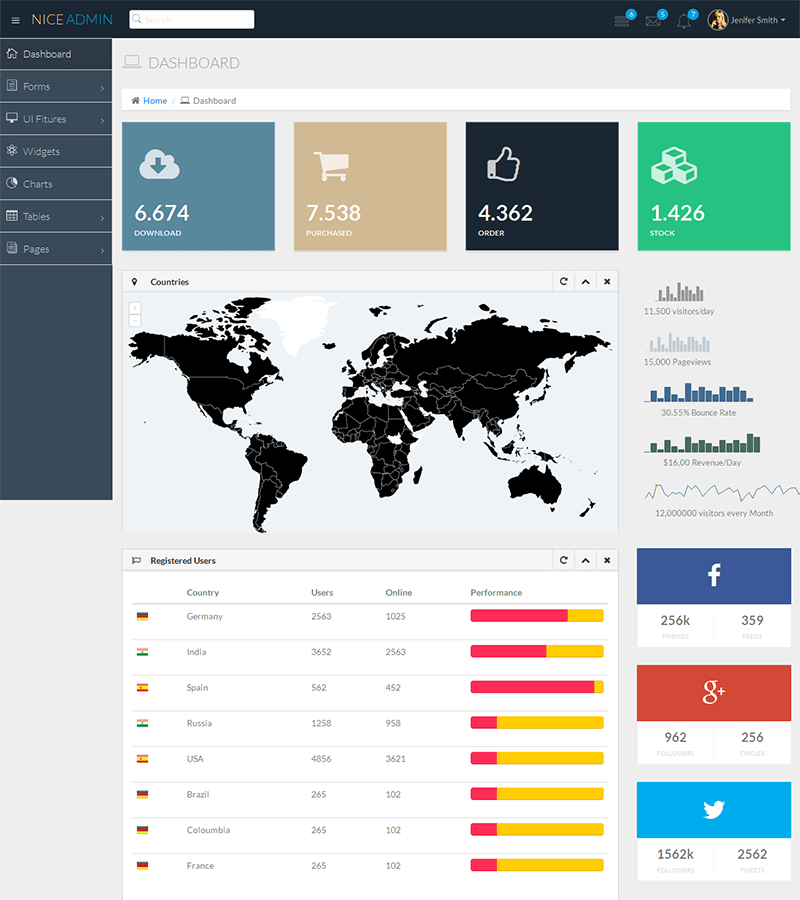 NICE ADMIN
Search
6
5
7
Jenifer Smith
Dashboard
Forms
UI Fitures
Widgets
Charts
Tables
Pages
DASHBOARD
Home / Dashboard
6.674
DOWNLOAD
7.538
PURCHASED
4.362
ORDER
1.426
STOCK
Countries
+
-
11,500 visitors/day
15,000 Pageviews
30.55% Bounce Rate
$16,00 Revenue/Day
12,000000 visitors every Month
Registered Users
Country Users Online Performance
Germany 2563 1025
India 3652 2563
Spain 562 452
Russia 1258 958
USA 4856 3621
Brazil 265 102
Coloumbia 265 102
France 265 102
f
256k 359
FRIENDS FEEDS
g+
962 256
FOLLOWERS CIRCLES
1562k 2562
FOLLOWERS TWEETS